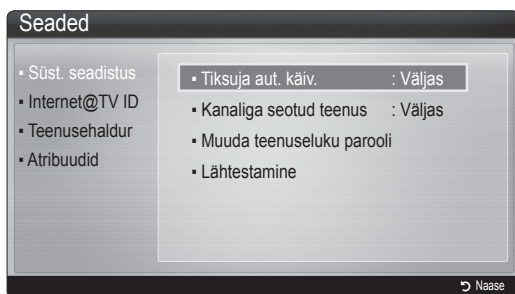 Seaded
▪ Süst. seadistus
▪ Internet@TV ID
▪ Teenusehaldur
▪ Atribuudid
▪ Tiksuja aut. käiv. : Väljas
▪ Kanaliga seotud teenus : Väljas
▪ Muuda teenuseluku parooli
▪ Lähtestamine
Naase